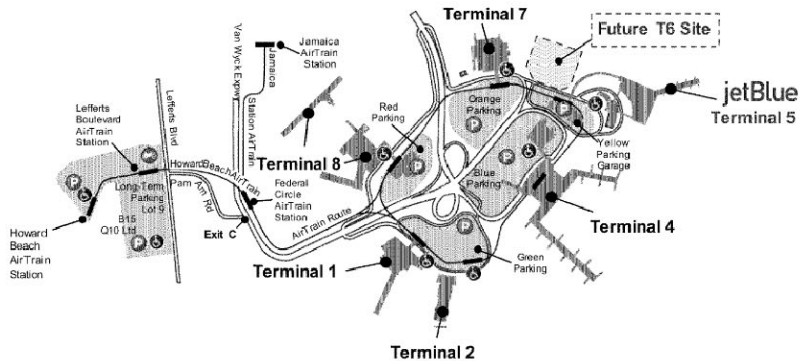 Terminal 7
Future T6 Site
jetBlue
Terminal 5
Van Wyck Expwy
Jamaica
AirTrain
Station
Jamaica
Station AirTrain
Lefferts Blvd
Lefferts
Boulevard
AirTrain
Station
Red
Parking
Orange
Parking
Yellow
Parking
Garage
Terminal 8
Howard Beach AirTrain
Long-Term
Parking
Lot 9
B15
Q10 Ltd
Pam Am Rd
Federal
Circle
AirTrain
Station
Blue
Parking
Terminal 4
Howard
Beach
AirTrain
Station
Exit C
AirTrain Route
Terminal 1
Green
Parking
Terminal 2
P
P
P
P
P
P
P